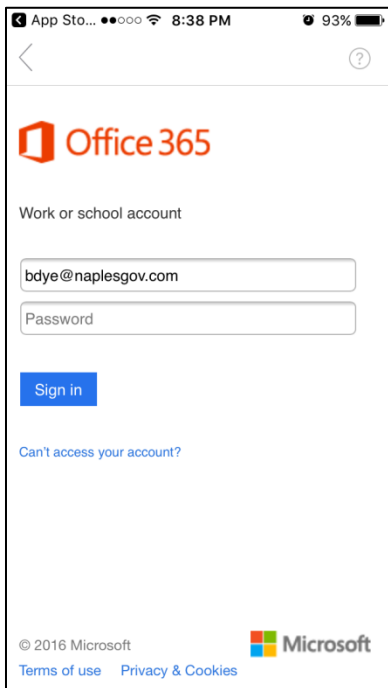 App Sto... 8:38 PM 93%
?
Office 365
Work or school account
bdye@naplesgov.com
Password
Sign in
Can't access your account?
© 2016 Microsoft Microsoft
Terms of use Privacy & Cookies